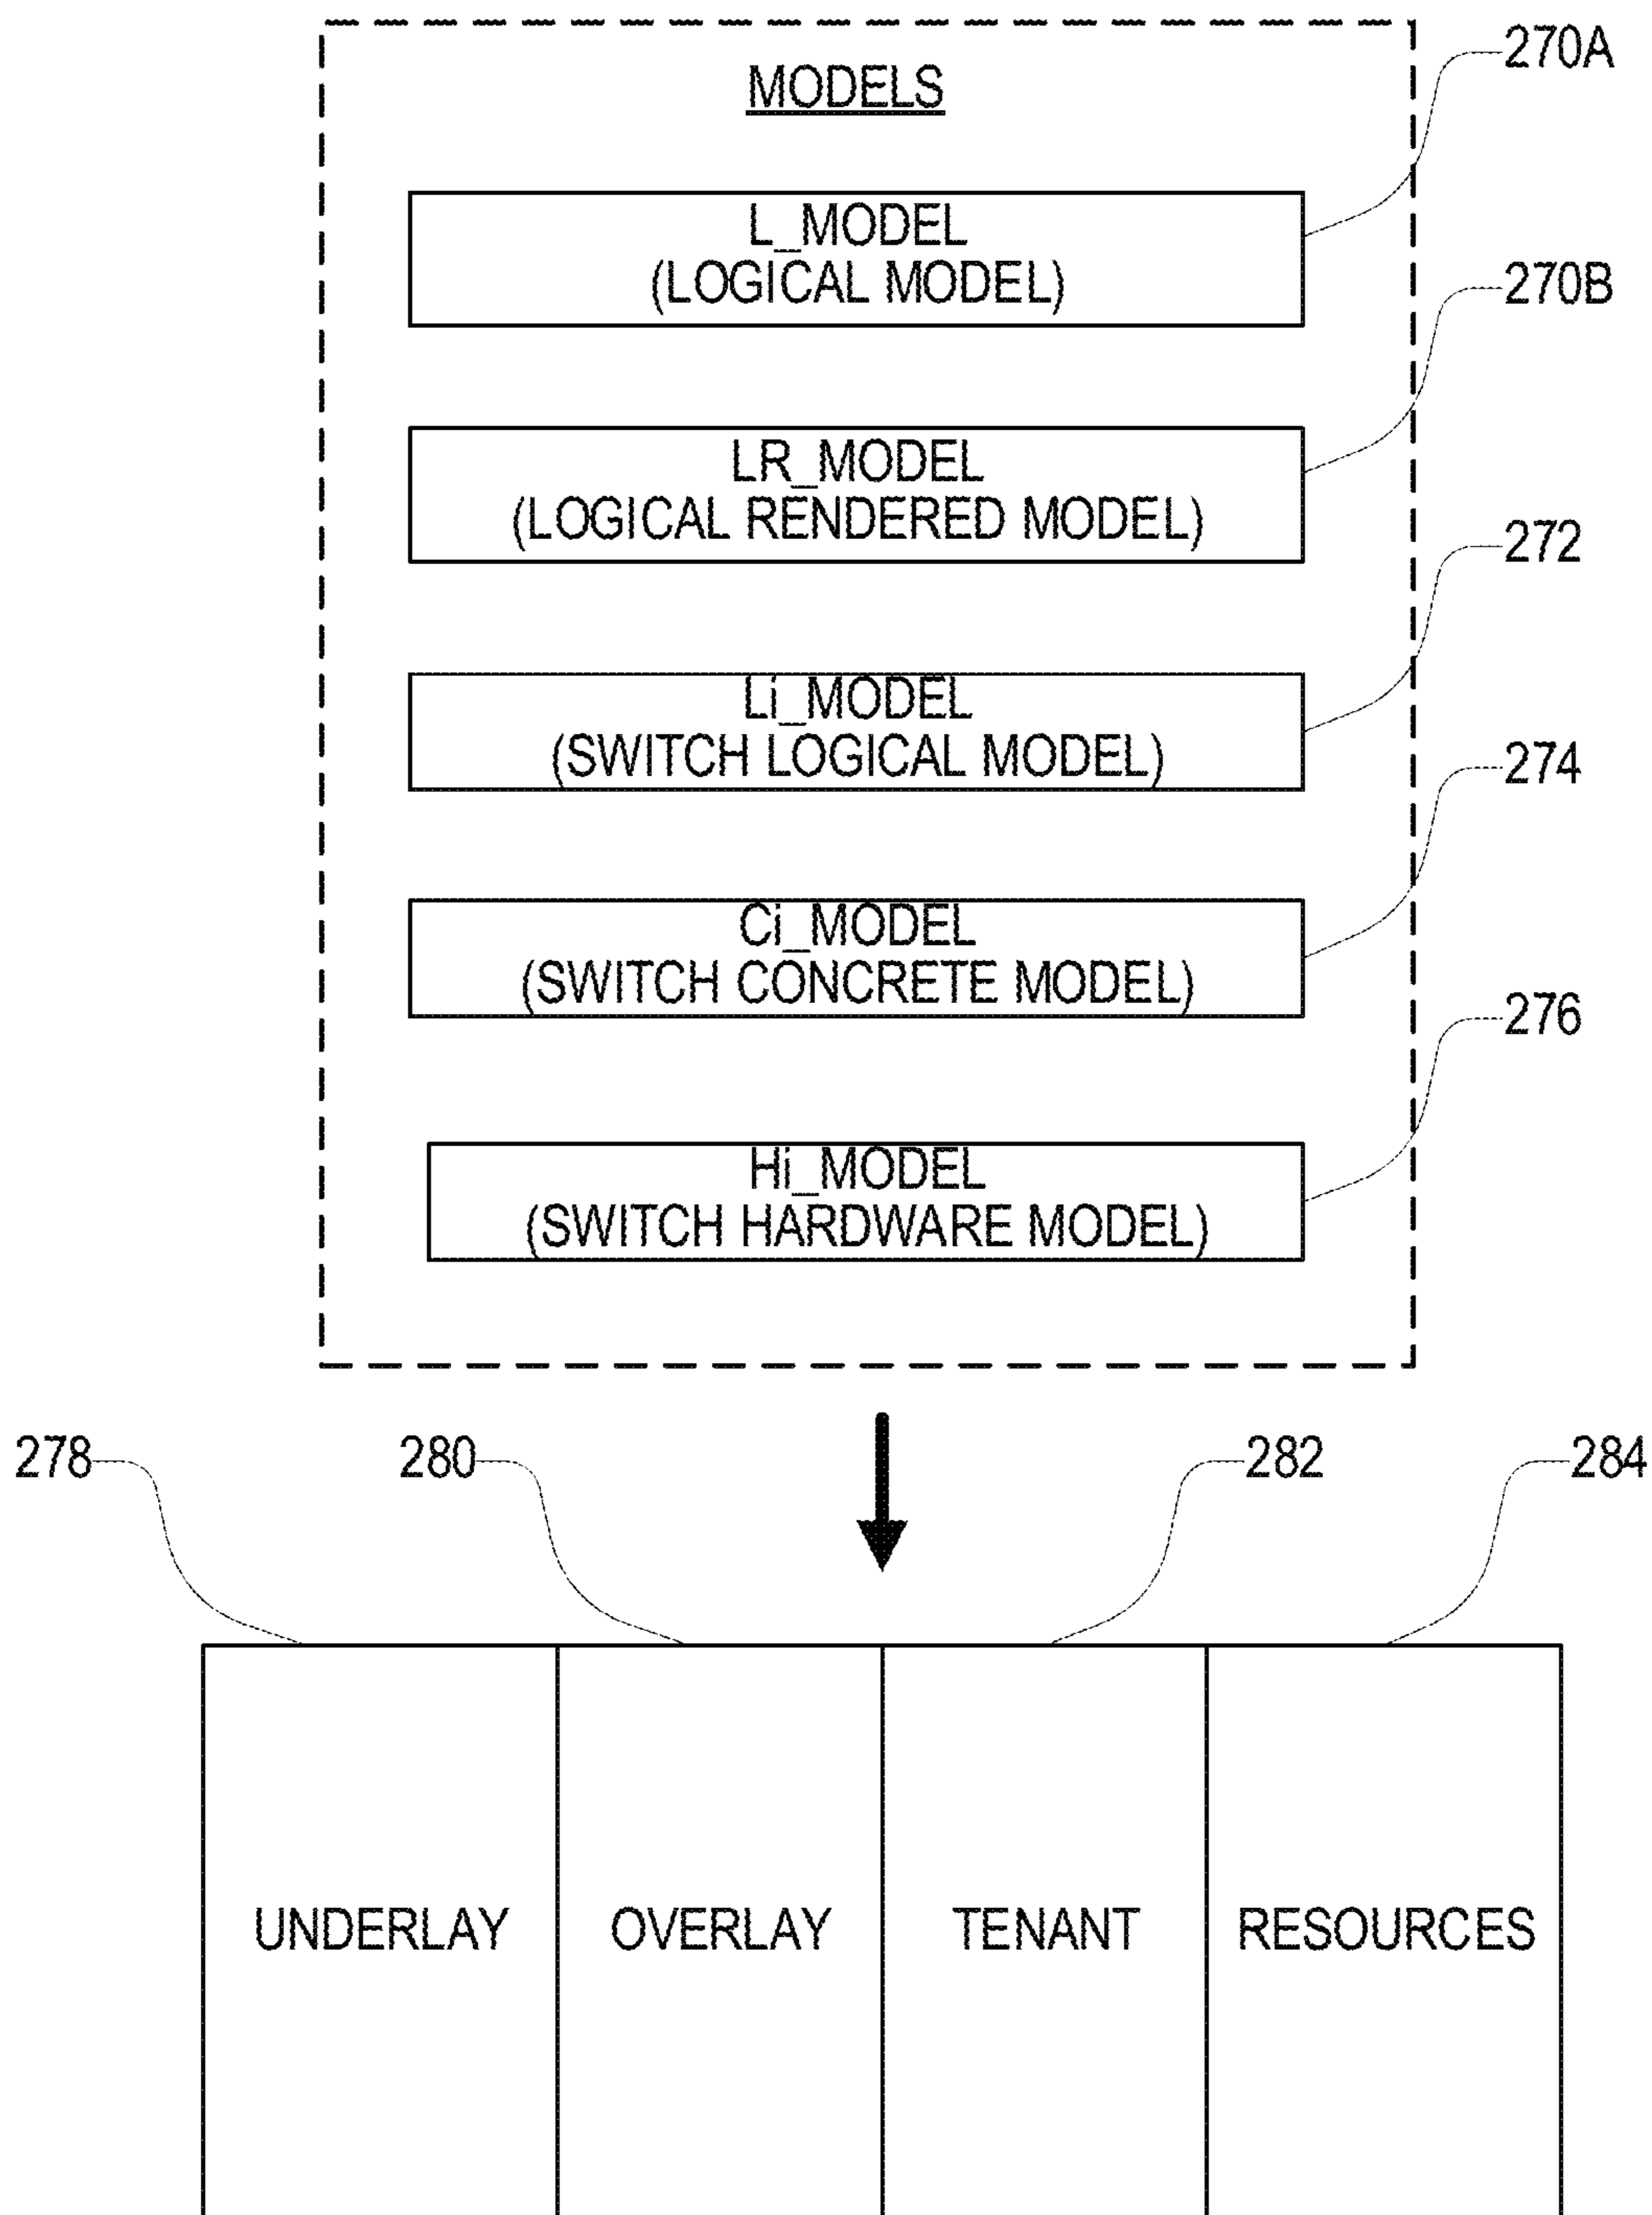 MODELS
270A
L_MODEL
(LOGICAL MODEL)
270B
LR_MODEL
(LOGICAL RENDERED MODEL)
272
Li_MODEL
(SWITCH LOGICAL MODEL)
274
Ci_MODEL
(SWITCH CONCRETE MODEL)
276
Hi_MODEL
(SWITCH HARDWARE MODEL)
278 280 282 284
UNDERLAY OVERLAY TENANT RESOURCES